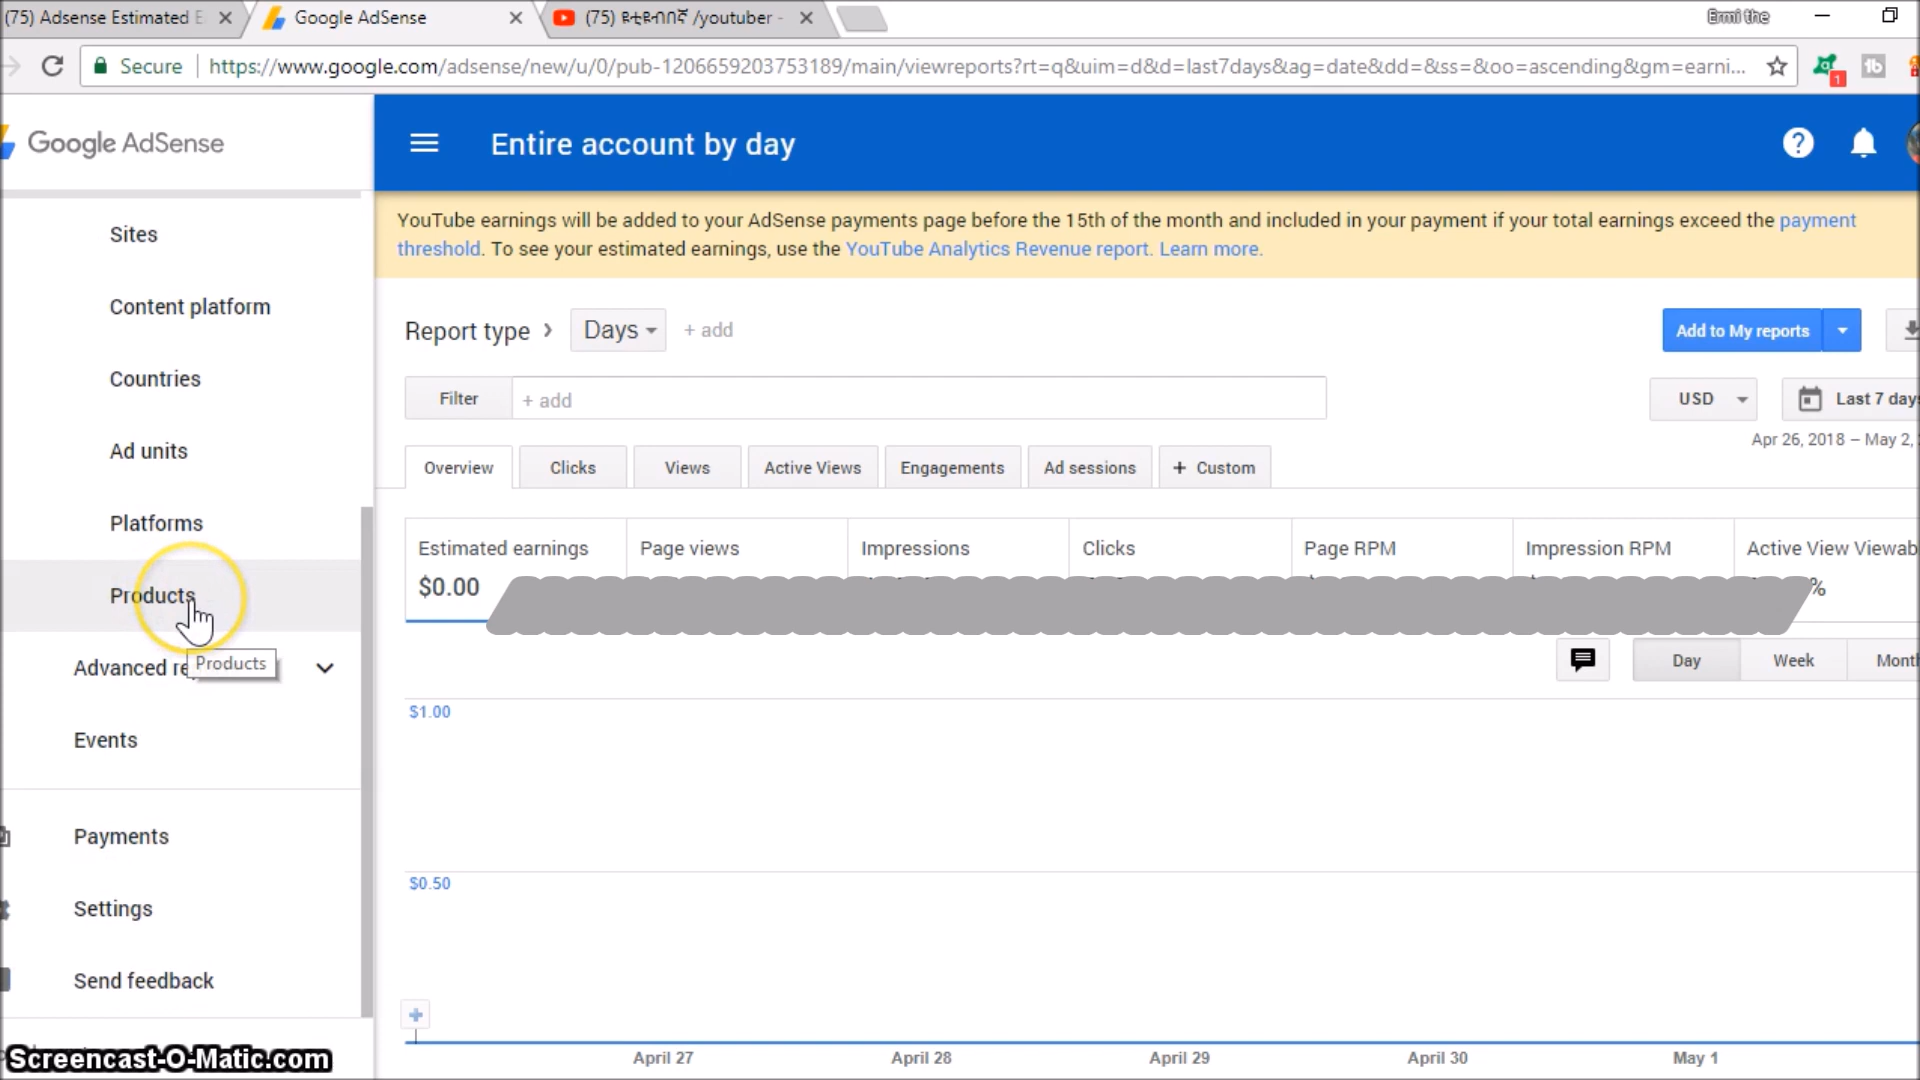 (75) Adsense Estimated E
Google AdSense
/youtuber -
Ermi the
Secure
https://www.google.com/adsense/new/u/0/pub-1206659203753189/main/viewreports?rt=q&uim=d&d=last7days&ag=date&dd=&ss=&oo=ascending&gm=earni...
1
Google AdSense
Entire account by day
YouTube earnings will be added to your AdSense payments page before the 15th of the month and included in your payment if your total earnings exceed the payment
threshold. To see your estimated earnings, use the YouTube Analytics Revenue report. Learn more.
Sites
Content platform
Countries
Ad units
Platforms
Products
Advanced re
Products
Events
Payments
Settings
Send feedback
Report type
Days
+ add
Add to My reports
Filter
+ add
USD
Last 7 days
Apr 26, 2018 – May 2,
Overview
Clicks
Views
Active Views
Engagements
Ad sessions
+ Custom
Estimated earnings
Page views
Impressions
Clicks
Page RPM
Impression RPM
Active View Viewab
$0.00
%
Day
Week
Month
$1.00
$0.50
April 27
April 28
April 29
April 30
May 1
Screencast-O-Matic.com